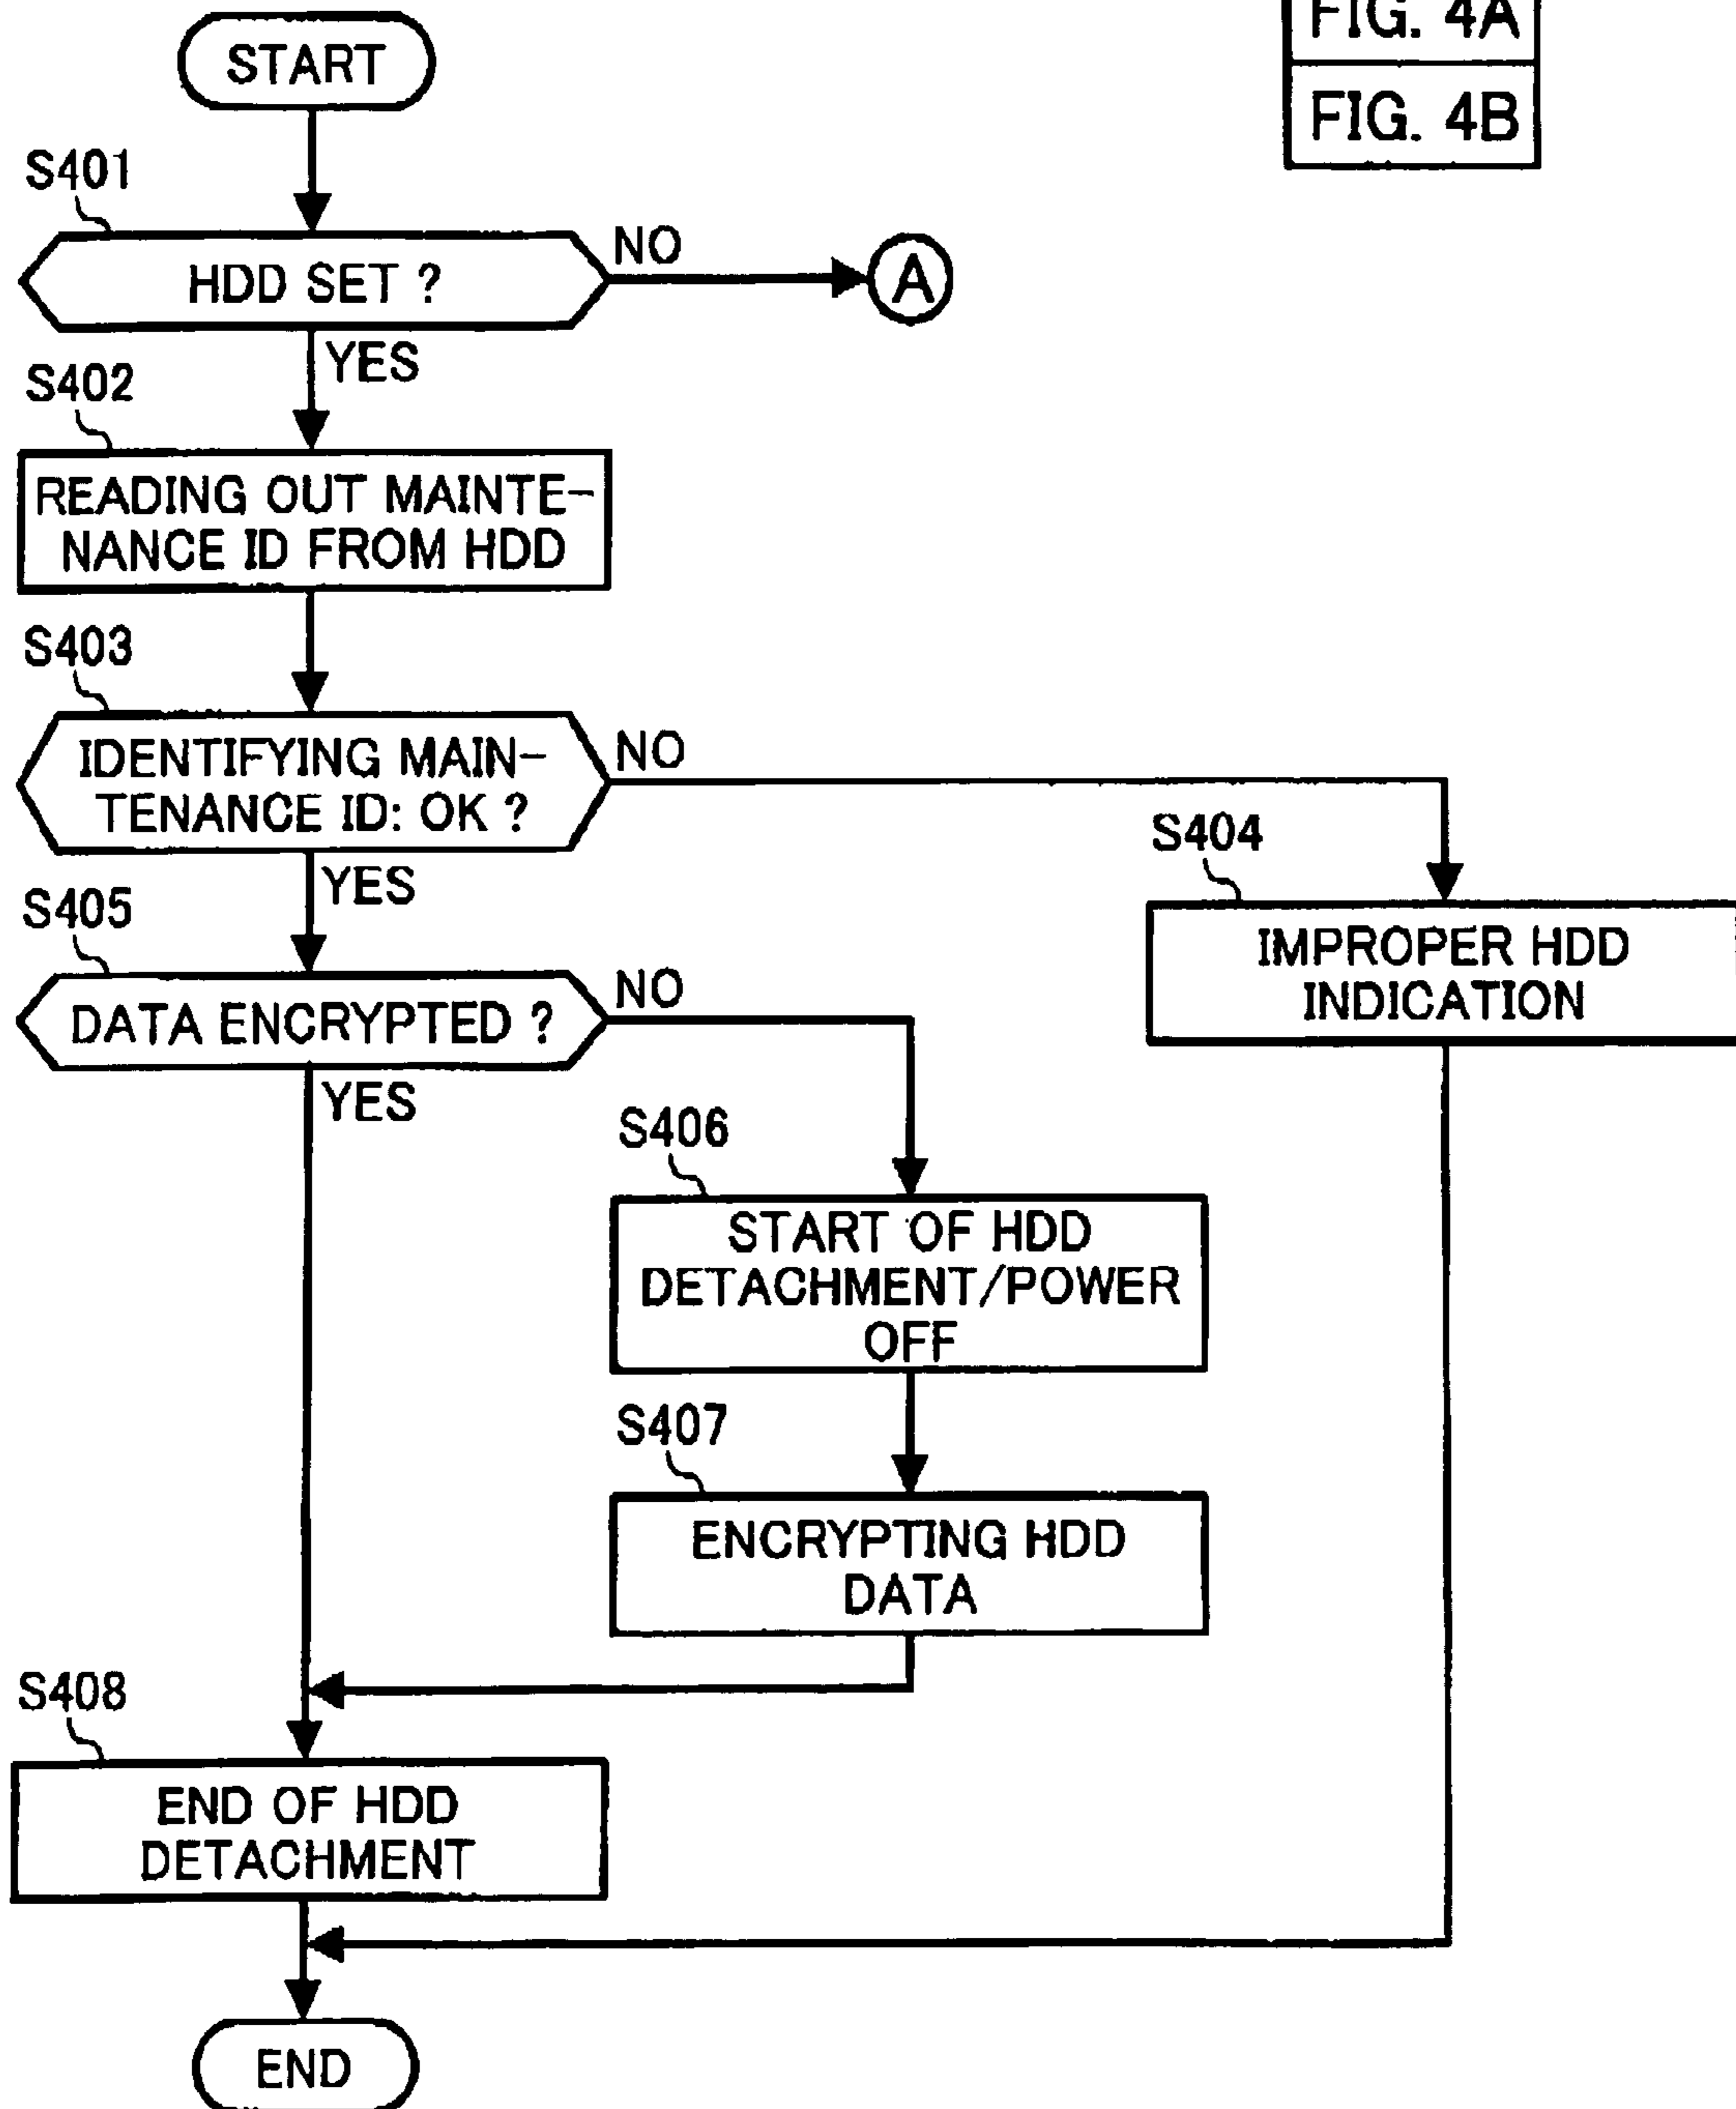 FIG. 4A
FIG. 4B
START
S401
HDD SET ?
NO
A
YES
S402
READING OUT MAINTE-
NANCE ID FROM HDD
S403
IDENTIFYING MAIN-
TENANCE ID: OK ?
NO
YES
S404
IMPROPER HDD
INDICATION
S405
DATA ENCRYPTED ?
NO
YES
S406
START OF HDD
DETACHMENT/POWER
OFF
S407
ENCRYPTING HDD
DATA
S408
END OF HDD
DETACHMENT
END